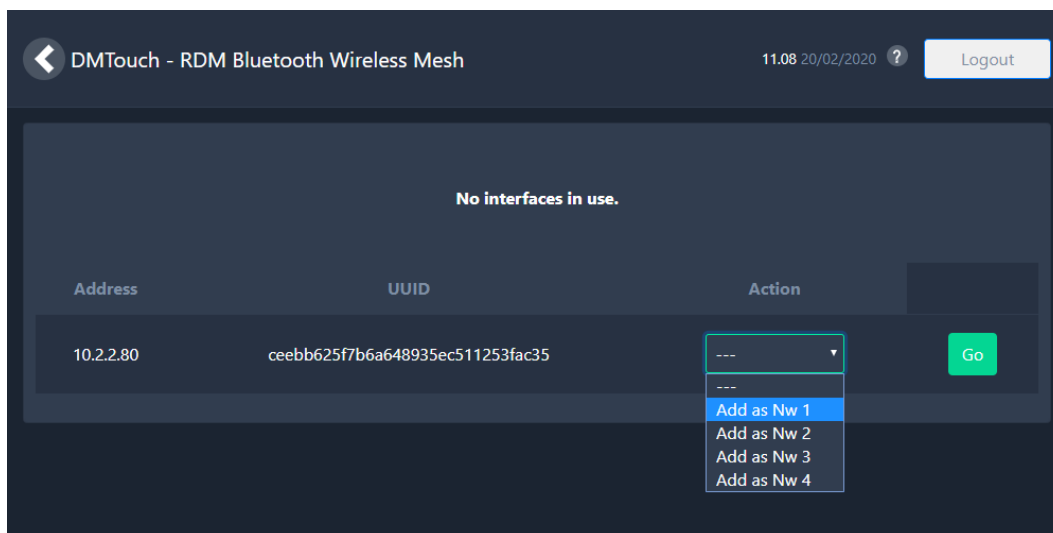 DMTouch - RDM Bluetooth Wireless Mesh 11.08 20/02/2020 ? Logout
No interfaces in use.
Address UUID Action
10.2.2.80 ceebb625f7b6a648935ec511253fac35 --- Go
---
Add as Nw 1
Add as Nw 2
Add as Nw 3
Add as Nw 4